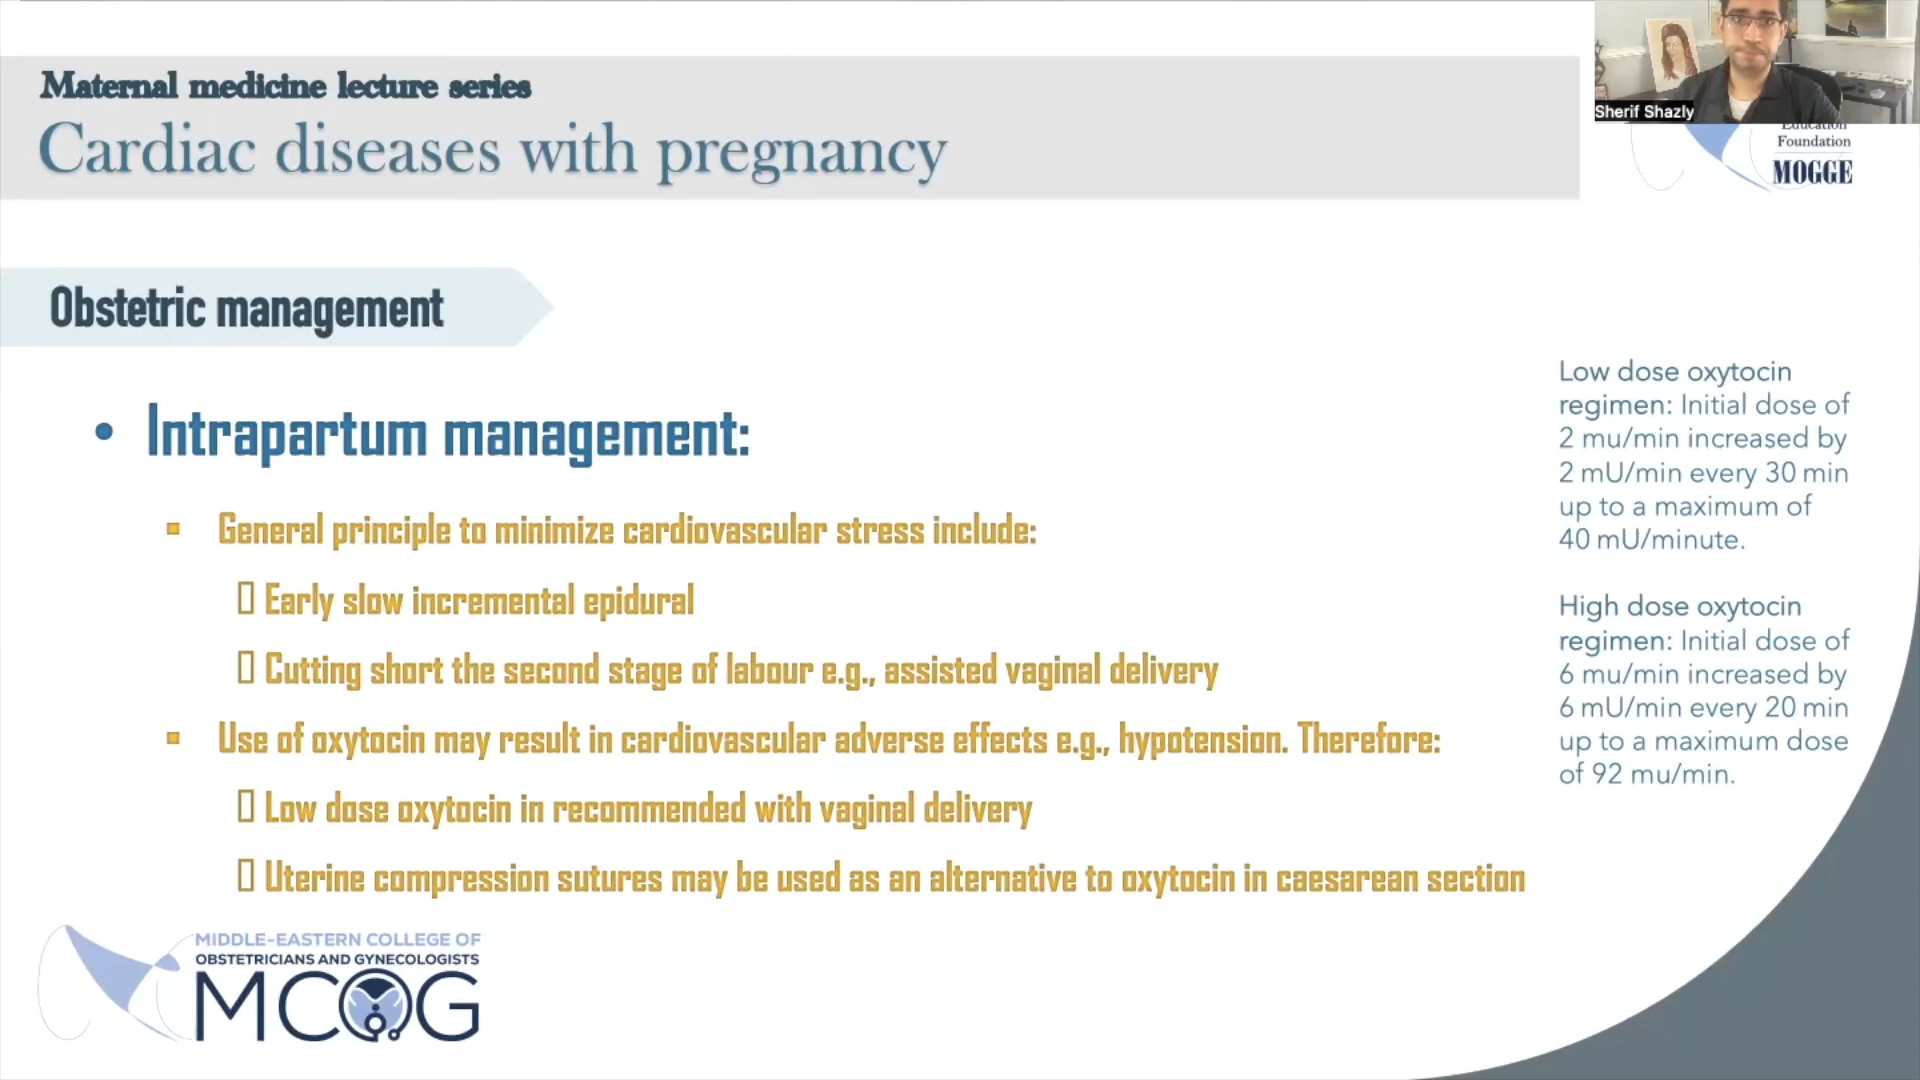 Maternal medicine lecture series
Cardiac diseases with pregnancy
Sherif Shazly
Education
Foundation
MOGGE
Obstetric management
• Intrapartum management:
General principle to minimize cardiovascular stress include:
Early slow incremental epidural
Cutting short the second stage of labour e.g., assisted vaginal delivery
Use of oxytocin may result in cardiovascular adverse effects e.g., hypotension. Therefore:
Low dose oxytocin in recommended with vaginal delivery
Uterine compression sutures may be used as an alternative to oxytocin in caesarean section
Low dose oxytocin
regimen: Initial dose of
2 mu/min increased by
2 mU/min every 30 min
up to a maximum of
40 mU/minute.
High dose oxytocin
regimen: Initial dose of
6 mu/min increased by
6 mU/min every 20 min
up to a maximum dose
of 92 mu/min.
MIDDLE-EASTERN COLLEGE OF
OBSTETRICIANS AND GYNECOLOGISTS
MCOG